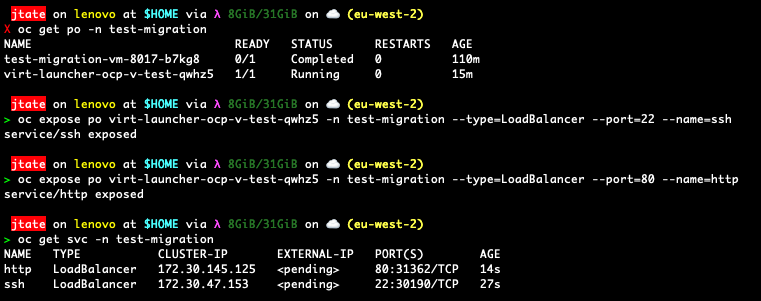 jtate on lenovo at $HOME via λ 8GiB/31GiB on ☁️ (eu-west-2)
X oc get po -n test-migration
NAME READY STATUS RESTARTS AGE
test-migration-vm-8017-b7kg8 0/1 Completed 0 110m
virt-launcher-ocp-v-test-qwhz5 1/1 Running 0 15m
jtate on lenovo at $HOME via λ 8GiB/31GiB on ☁️ (eu-west-2)
> oc expose po virt-launcher-ocp-v-test-qwhz5 -n test-migration --type=LoadBalancer --port=22 --name=ssh
service/ssh exposed
jtate on lenovo at $HOME via λ 8GiB/31GiB on ☁️ (eu-west-2)
> oc expose po virt-launcher-ocp-v-test-qwhz5 -n test-migration --type=LoadBalancer --port=80 --name=http
service/http exposed
jtate on lenovo at $HOME via λ 8GiB/31GiB on ☁️ (eu-west-2)
> oc get svc -n test-migration
NAME TYPE CLUSTER-IP EXTERNAL-IP PORT(S) AGE
http LoadBalancer 172.30.145.125 <pending> 80:31362/TCP 14s
ssh LoadBalancer 172.30.47.153 <pending> 22:30190/TCP 27s